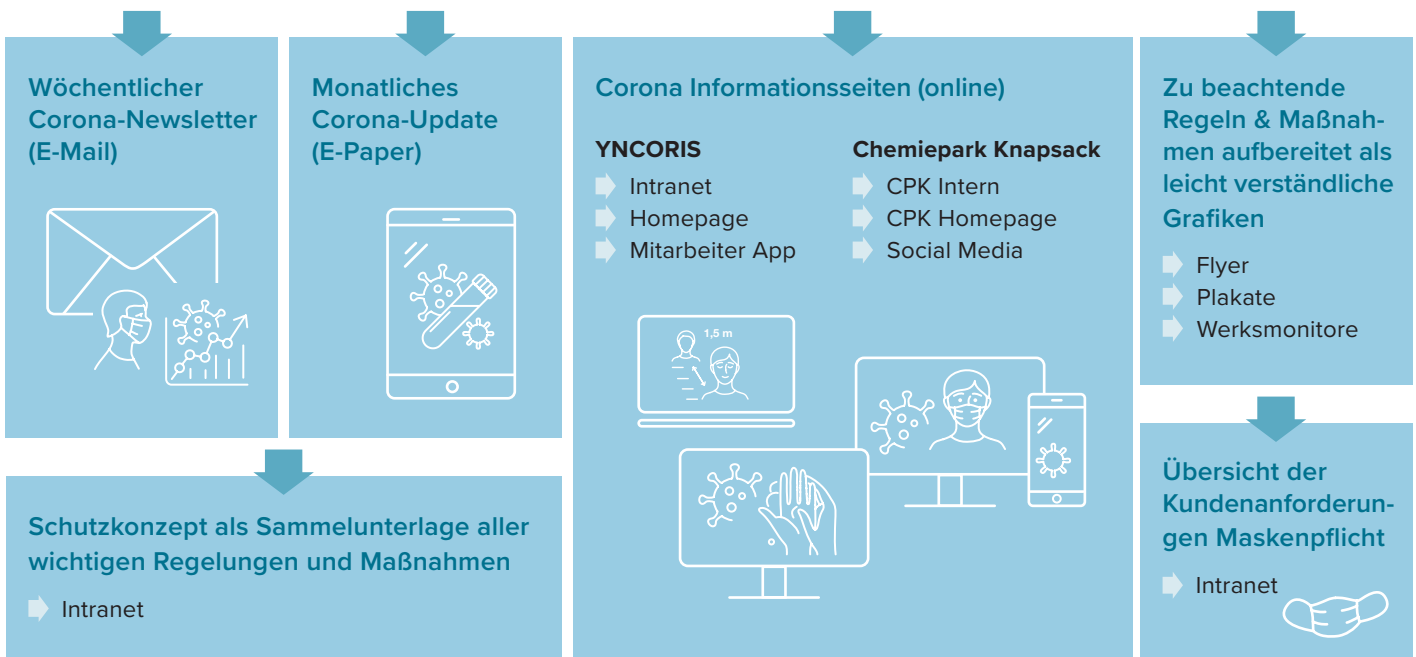 Wöchentlicher
Corona-Newsletter
(E-Mail)
Monatliches
Corona-Update
(E-Paper)
Corona Informationsseiten (online)
YNCORIS
Intranet
Homepage
Mitarbeiter App
Chemiepark Knapsack
CPK Intern
CPK Homepage
Social Media
1,5 m
Zu beachtende
Regeln & Maßnah-
men aufbereitet als
leicht verständliche
Grafiken
Flyer
Plakate
Werksmonitore
Schutzkonzept als Sammelunterlage aller
wichtigen Regelungen und Maßnahmen
Intranet
Übersicht der
Kundenanforderun-
gen Maskenpflicht
Intranet